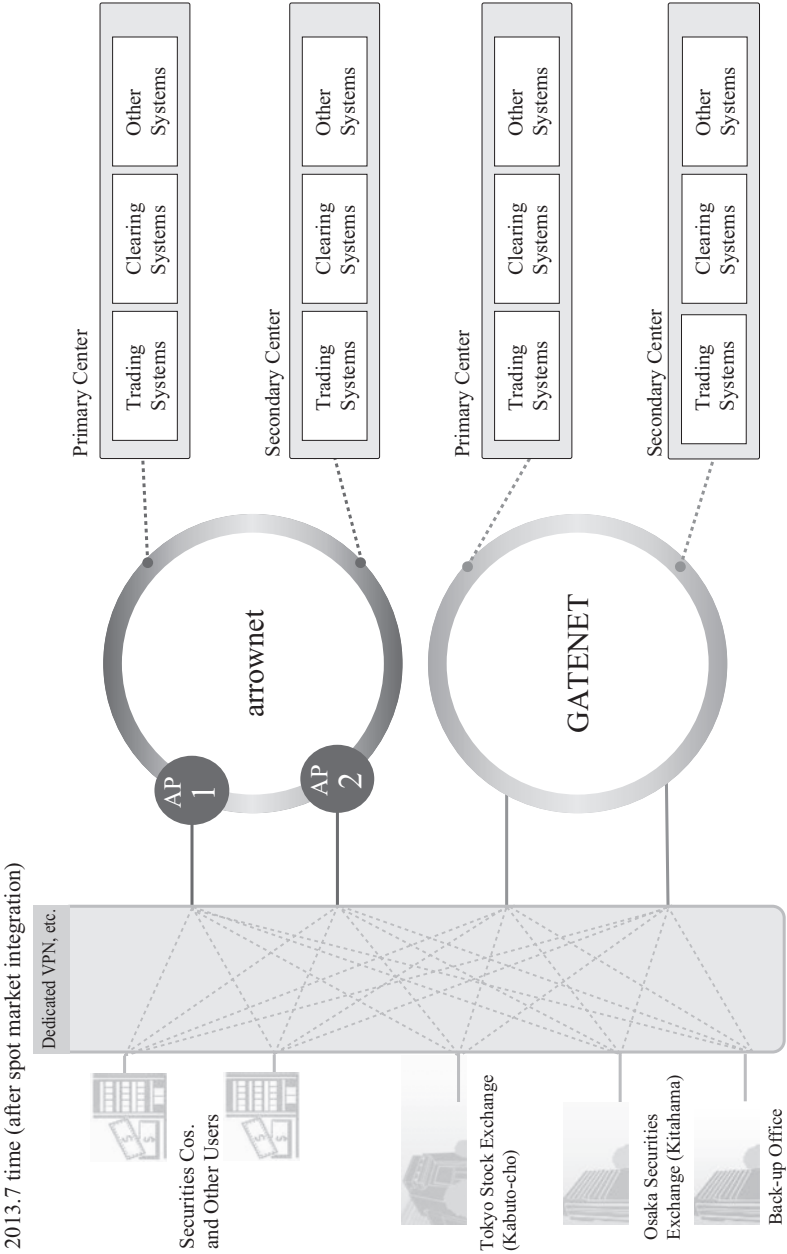 2013.7 time (after spot market integration)
Dedicated VPN, etc.
Securities Cos.
and Other Users
Tokyo Stock Exchange
(Kabuto-cho)
Osaka Securities
Exchange (Kitahama)
Back-up Office
AP
1
AP
2
arrownet
GATENET
Primary Center
Trading
Systems
Clearing
Systems
Other
Systems
Secondary Center
Trading
Systems
Clearing
Systems
Other
Systems
Primary Center
Trading
Systems
Clearing
Systems
Other
Systems
Secondary Center
Trading
Systems
Clearing
Systems
Other
Systems